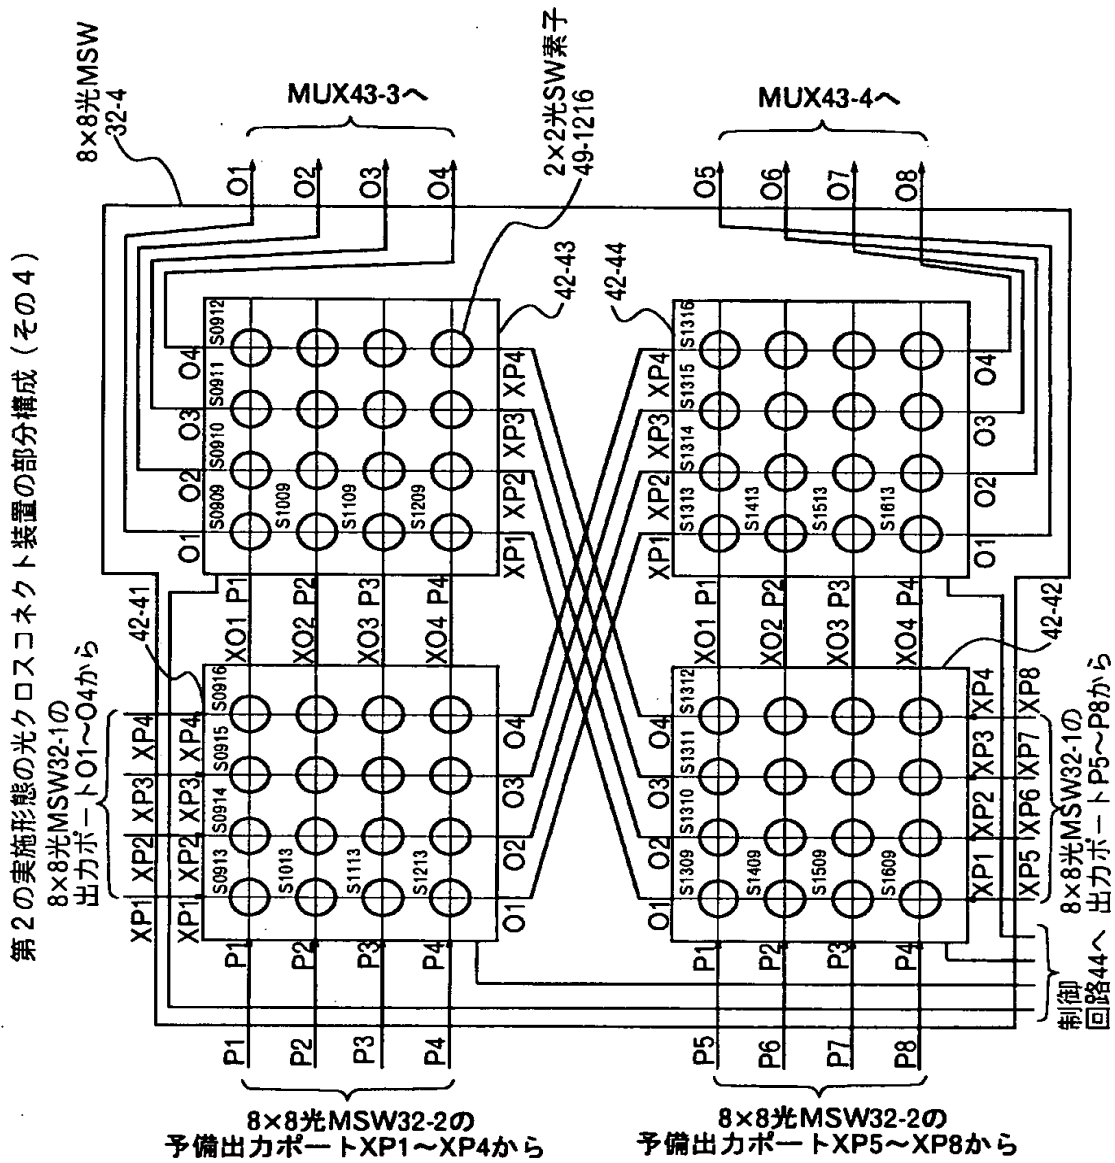 第2の実施形態の光クロスコネクト装置の部分構成(その4)
8×8光MSW
32-4
MUX43-3へ
MUX43-4へ
2×2光SW素子
49-1216
O1
O2
O3
O4
O5
O6
O7
O8
8×8光MSW32-1の
出力ポートO1~O4から
XP1 XP2 XP3 XP4
XP1 XP2 XP3 XP4
42-41
S0913 S0914 S0915 S0916
S1013
S1113
S1213
P1
P2
P3
P4
P1
P2
P3
P4
O1 O2 O3 O4
XO1 P1
XO2 P2
XO3 P3
XO4 P4
42-43
O1 O2 O3 O4
S0909 S0910 S0911 S0912
S1009
S1109
S1209
XP1 XP2 XP3 XP4
42-44
XP1 XP2 XP3 XP4
S1313 S1314 S1315 S1316
S1413
S1513
S1613
O1 O2 O3 O4
XO1 P1
XO2 P2
XO3 P3
XO4 P4
42-42
O1 O2 O3 O4
S1309 S1310 S1311 S1312
S1409
S1509
S1609
P1
P2
P3
P4
P5
P6
P7
P8
XP1 XP2 XP3 XP4
XP5 XP6 XP7 XP8
8×8光MSW32-1の
出力ポートP5~P8から
制御
回路44へ
8×8光MSW32-2の
予備出力ポートXP1~XP4から
8×8光MSW32-2の
予備出力ポートXP5~XP8から